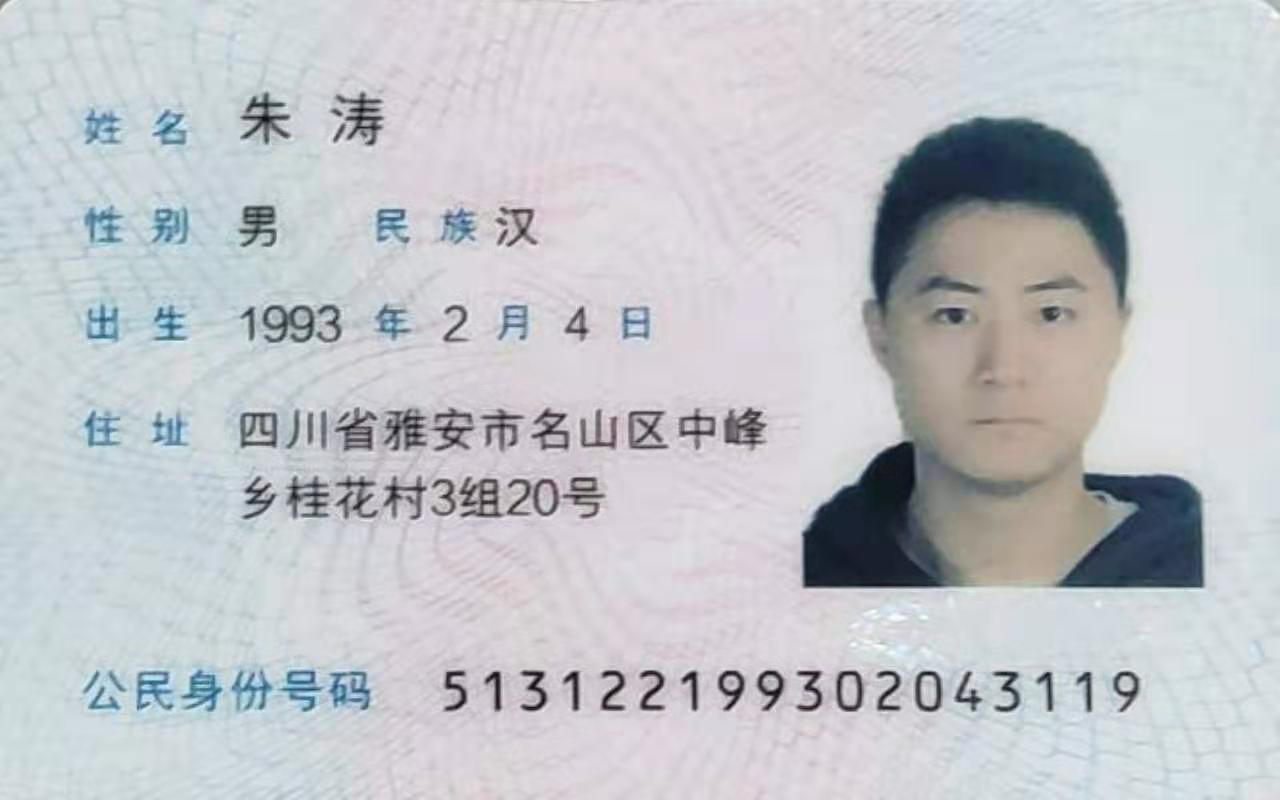 姓名 朱涛
性别 男 民族 汉
出生 1993 年 2 月 4 日
住址 四川省雅安市名山区中峰
乡桂花村3组20号
公民身份号码 513122199302043119